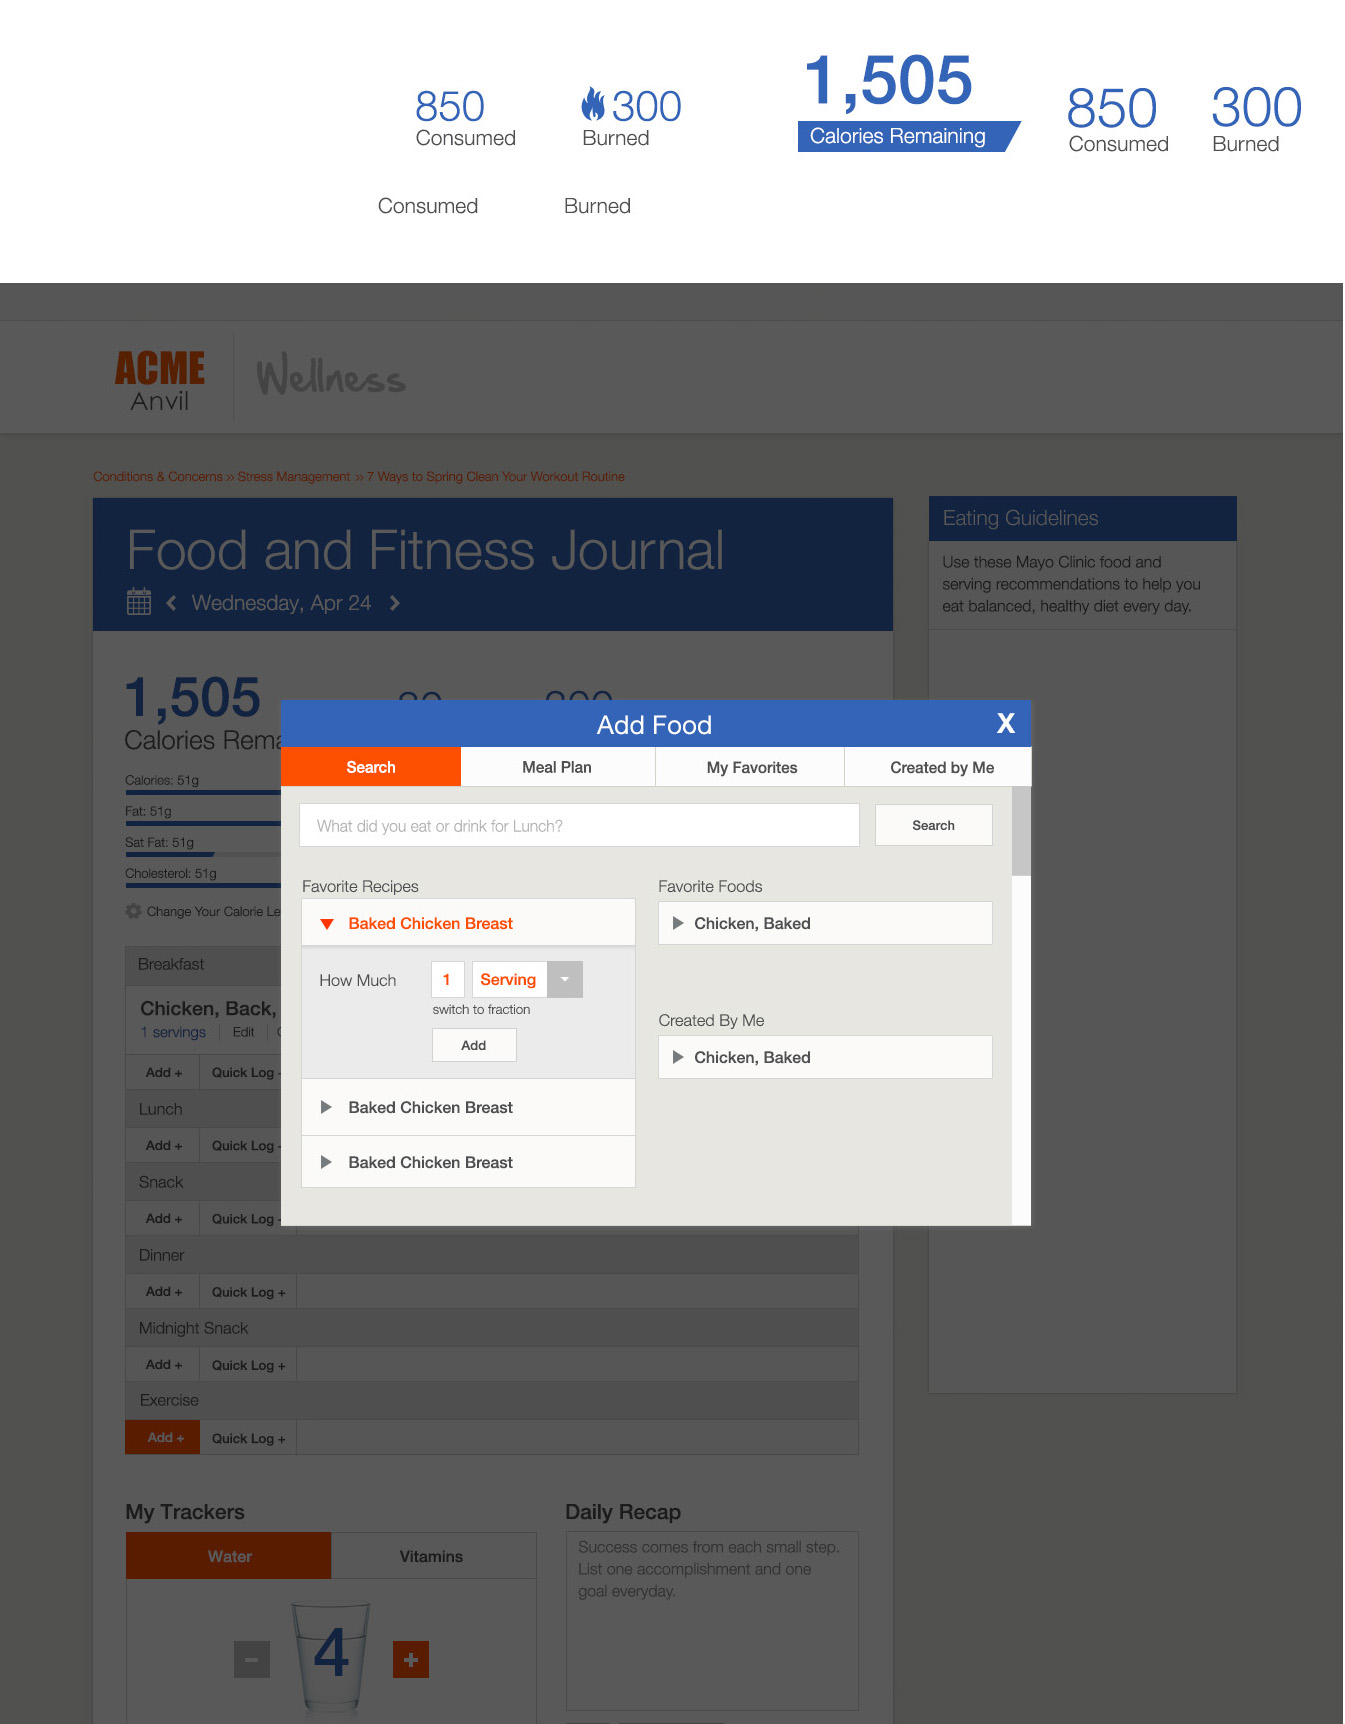 850
Consumed
300
Burned
1,505
Calories Remaining
850
Consumed
300
Burned
Consumed
Burned
ACME
Anvil
Wellness
Conditions & Concerns » Stress Management » 7 Ways to Spring Clean Your Workout Routine
Food and Fitness Journal
Wednesday, Apr 24
Eating Guidelines
Use these Mayo Clinic food and
serving recommendations to help you
eat balanced, healthy diet every day.
1,505
300
Calories
Calories: 51g
Fat: 51g
Sat Fat: 51g
Cholesterol: 51g
Change Your Calorie
Add Food
X
Search
Meal Plan
My Favorites
Created by Me
What did you eat or drink for Lunch?
Search
Favorite Recipes
Baked Chicken Breast
How Much
1
Serving
switch to fraction
Add
Baked Chicken Breast
Baked Chicken Breast
Favorite Foods
Chicken, Baked
Created By Me
Chicken, Baked
Breakfast
Chicken, Back,
1 servings
Edit
Add +
Quick Log
Lunch
Add +
Quick Log
Snack
Add +
Quick Log
Dinner
Add +
Quick Log +
Midnight Snack
Add +
Quick Log +
Exercise
Add +
Quick Log +
My Trackers
Water
Vitamins
4
Daily Recap
Success comes from each small step.
List one accomplishment and one
goal everyday.